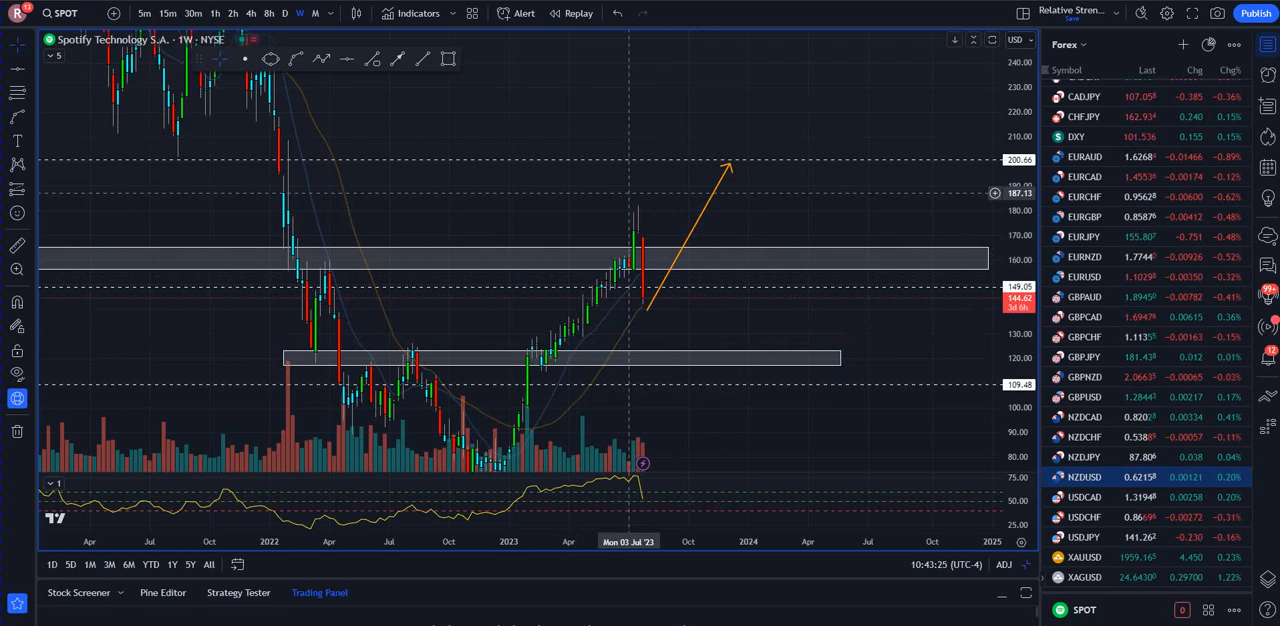 R 13 SPOT 5m 15m 30m 1h 2h 4h 8h D W M Indicators Alert Replay Relative Stren... Save Publish
Spotify Technology S.A. · 1W · NYSE
5
USD
240.00
230.00
220.00
210.00
200.66
190.00
187.13
180.00
170.00
160.00
149.05
144.62
3d 6h
130.00
120.00
109.48
100.00
90.00
80.00
1
75.00
50.00
25.00
Apr Jul Oct 2022 Apr Jul Oct 2023 Apr Mon 03 Jul '23 Oct 2024 Apr Jul Oct 2025
1D 5D 1M 3M 6M YTD 1Y 5Y All 10:43:25 (UTC-4) ADJ
Stock Screener Pine Editor Strategy Tester Trading Panel
Forex
Symbol Last Chg Chg%
CADJPY 107.058 -0.385 -0.36%
CHFJPY 162.934 0.240 0.15%
DXY 101.536 0.155 0.15%
EURAUD 1.6268 -0.01466 -0.89%
EURCAD 1.45536 -0.00174 -0.12%
EURCHF 0.95628 -0.00600 -0.62%
EURGBP 0.85876 -0.00412 -0.48%
EURJPY 155.807 -0.751 -0.48%
EURNZD 1.77440 -0.00926 -0.52%
EURUSD 1.10298 -0.00350 -0.32%
GBPAUD 1.89450 -0.00782 -0.41%
GBPCAD 1.69476 0.00615 0.36%
GBPCHF 1.11355 -0.00163 -0.15%
GBPJPY 181.438 0.012 0.01%
GBPNZD 2.06635 -0.00065 -0.03%
GBPUSD 1.28441 0.00217 0.17%
NZDCAD 0.82028 0.00334 0.41%
NZDCHF 0.53889 -0.00057 -0.11%
NZDJPY 87.806 0.038 0.04%
NZDUSD 0.62158 0.00121 0.20%
USDCAD 1.31948 0.00258 0.20%
USDCHF 0.86696 -0.00272 -0.31%
USDJPY 141.262 -0.230 -0.16%
XAUUSD 1959.165 4.450 0.23%
XAGUSD 24.6430 0.29700 1.22%
SPOT 0
99+
12